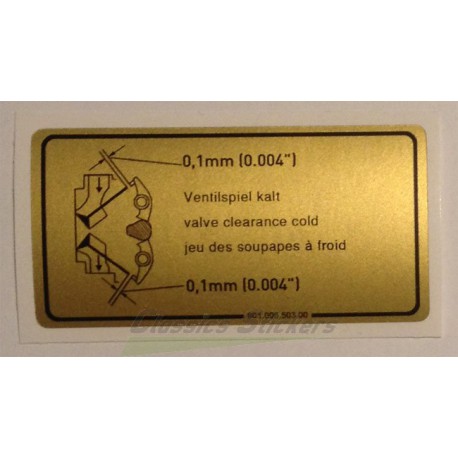 0,1mm (0.004")
Ventilspiel kalt
valve clearance cold
jeu des soupapes à froid
0,1mm (0.004")
901.006.503.00
Classics Stickers